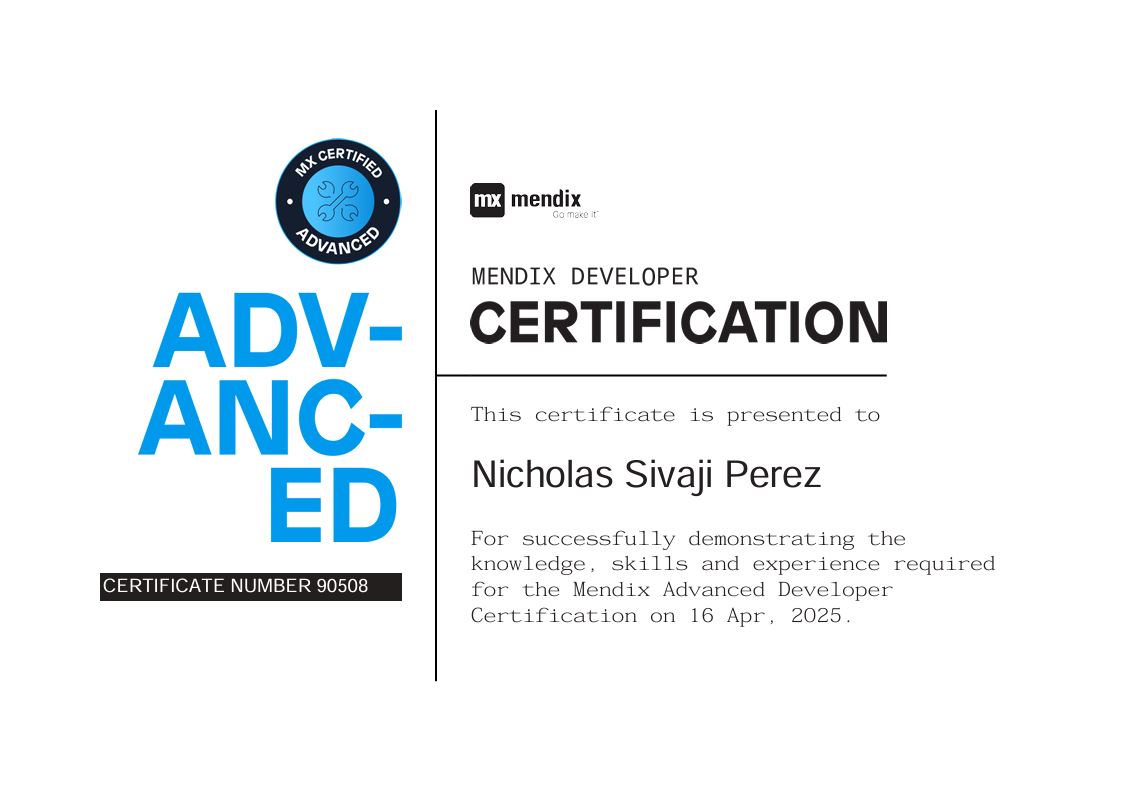 MX CERTIFIED
ADVANCED
ADV-
ANC-
ED
CERTIFICATE NUMBER 90508
mx mendix
Go make it™
MENDIX DEVELOPER
CERTIFICATION
This certificate is presented to
Nicholas Sivaji Perez
For successfully demonstrating the
knowledge, skills and experience required
for the Mendix Advanced Developer
Certification on 16 Apr, 2025.